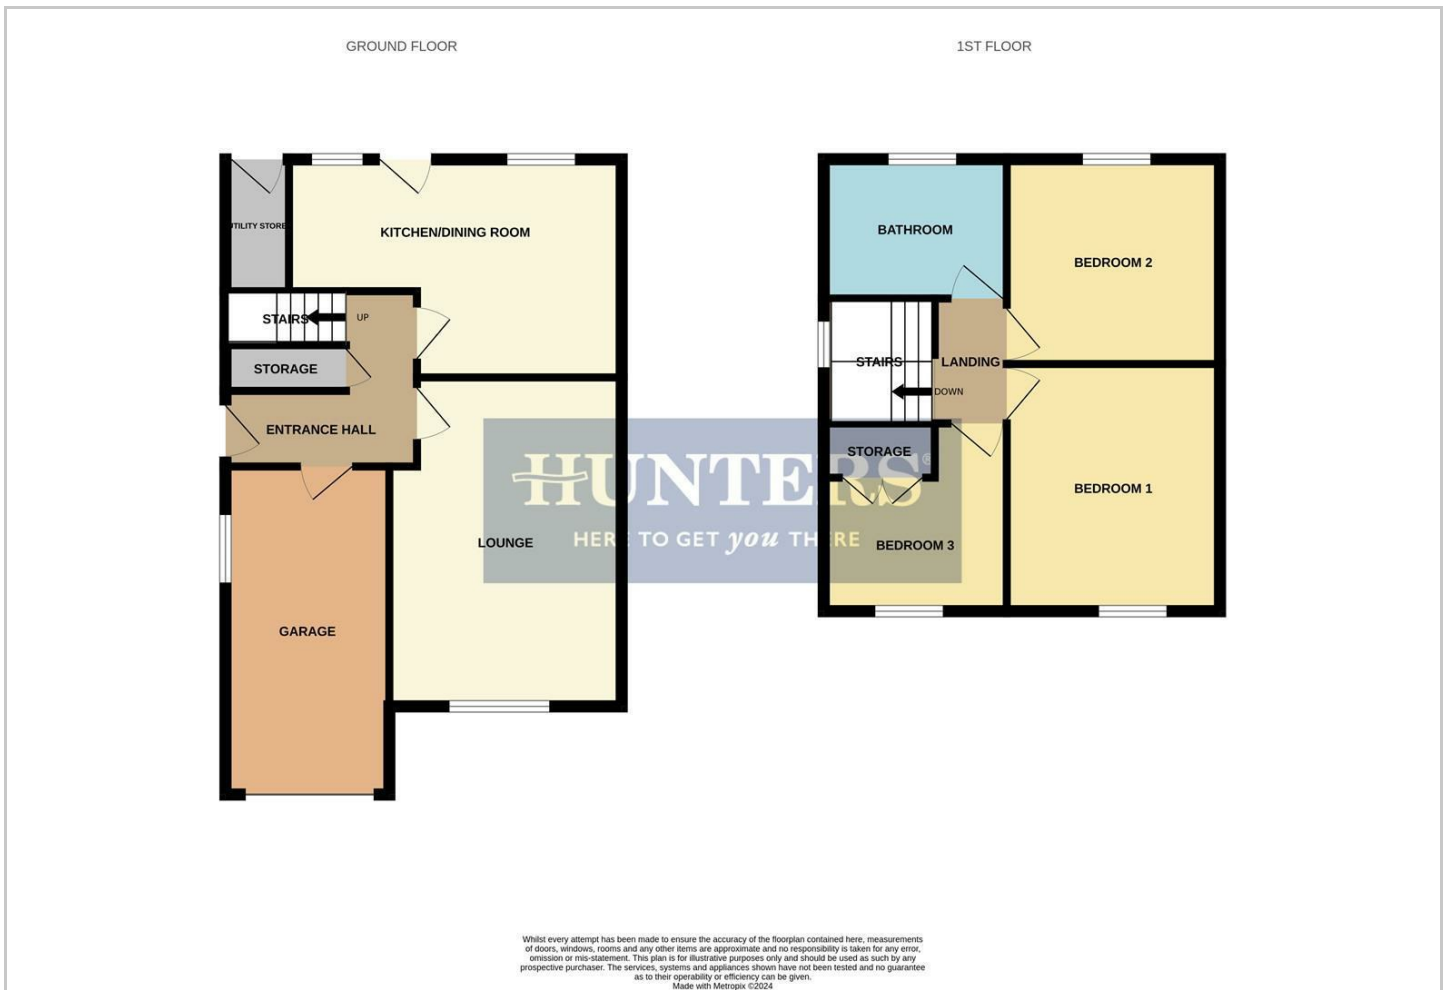 GROUND FLOOR
1ST FLOOR
UTILITY STORE
KITCHEN/DINING ROOM
STAIRS
UP
STORAGE
ENTRANCE HALL
LOUNGE
GARAGE
BATHROOM
BEDROOM 2
STAIRS
LANDING
DOWN
STORAGE
BEDROOM 1
BEDROOM 3
HUNTERS®
HERE TO GET you THERE
Whilst every attempt has been made to ensure the accuracy of the floorplan contained here, measurements
of doors, windows, rooms and any other items are approximate and no responsibility is taken for any error,
omission or mis-statement. This plan is for illustrative purposes only and should be used as such by any
prospective purchaser. The services, systems and appliances shown have not been tested and no guarantee
as to their operability or efficiency can be given.
Made with Metropix ©2024